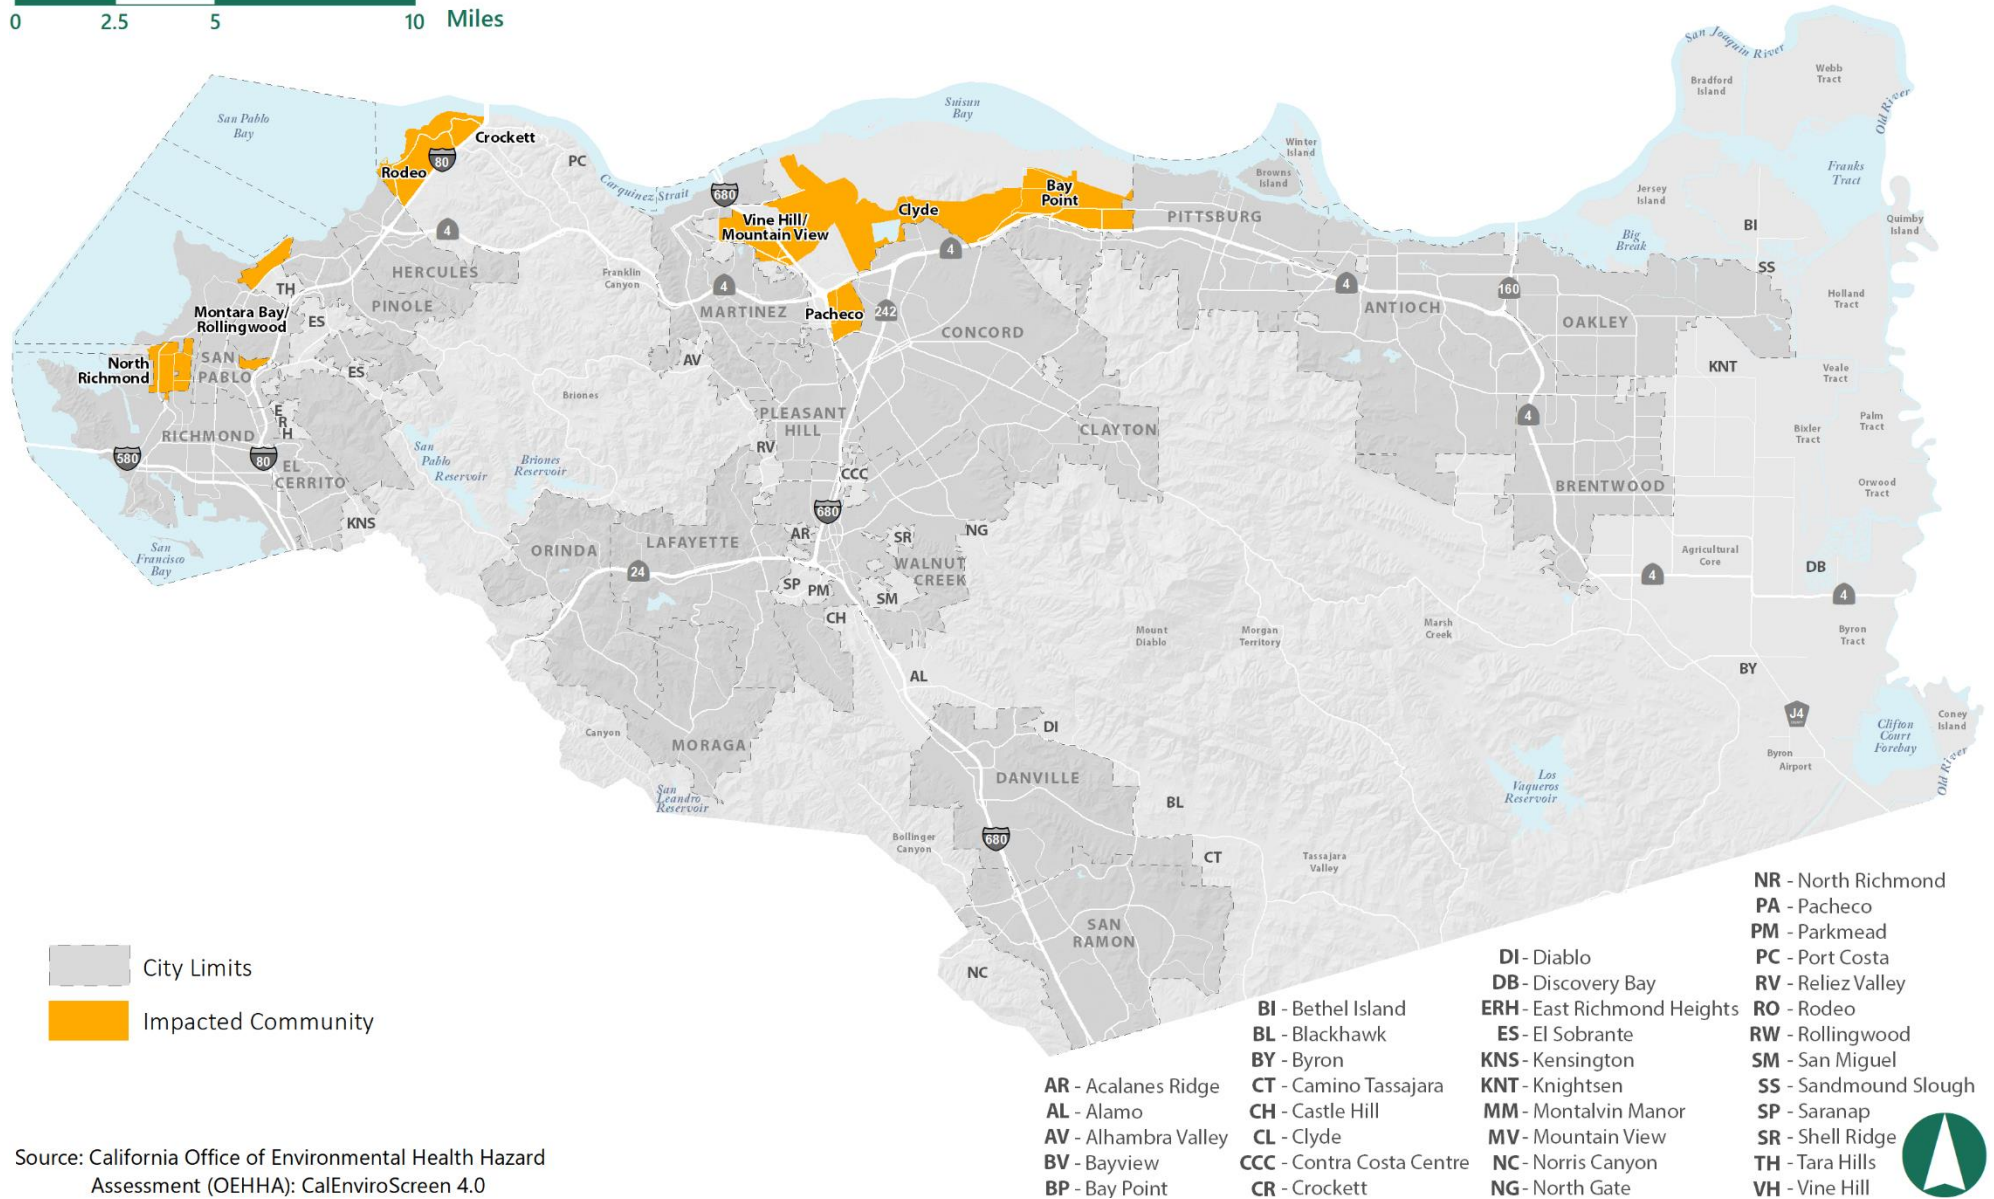 0 2.5 5 10 Miles
San Joaquin River
Webb
Tract
Bradford
Island
Old River
San Pablo
Bay
Suisun
Bay
Crockett
80
PC
Rodeo
Carquinez Strait
680
Winter
Island
Browns
Island
Franks
Tract
Jersey
Island
Bay
Point
Clyde
Vine Hill/
Mountain View
PITTSBURG
BI
Quimby
Island
Big
Break
4
4
SS
HERCULES
Franklin
Canyon
TH
PINOLE
4
MARTINEZ
4
160
ANTIOCH
OAKLEY
Holland
Tract
Montara Bay/
Rollingwood
ES
Pacheco
242
CONCORD
North
Richmond
SAN
PABLO
ES
AV
KNT
Veale
Tract
Briones
E
R
H
PLEASANT
HILL
CLAYTON
4
Palm
Tract
Bixler
Tract
RICHMOND
580
80
EL
CERRITO
San
Pablo
Reservoir
Briones
Reservoir
RV
CCC
BRENTWOOD
Orwood
Tract
680
KNS
San
Francisco
Bay
ORINDA
LAFAYETTE
AR
SR
NG
WALNUT
CREEK
24
SP
PM
SM
CH
Agricultural
Core
4
DB
4
Mount
Diablo
Morgan
Territory
Marsh
Creek
Byron
Tract
AL
BY
Canyon
MORAGA
DI
J4
Clifton
Court
Forebay
Coney
Island
Old River
Byron
Airport
DANVILLE
San
Leandro
Reservoir
BL
Los
Vaqueros
Reservoir
Bollinger
Canyon
680
CT
Tassajara
Valley
SAN
RAMON
NC
City Limits
Impacted Community
AR - Acalanes Ridge
AL - Alamo
AV - Alhambra Valley
BV - Bayview
BP - Bay Point
BI - Bethel Island
BL - Blackhawk
BY - Byron
CT - Camino Tassajara
CH - Castle Hill
CL - Clyde
CCC - Contra Costa Centre
CR - Crockett
DI - Diablo
DB - Discovery Bay
ERH - East Richmond Heights
ES - El Sobrante
KNS - Kensington
KNT - Knightsen
MM - Montalvin Manor
MV - Mountain View
NC - Norris Canyon
NG - North Gate
NR - North Richmond
PA - Pacheco
PM - Parkmead
PC - Port Costa
RV - Reliez Valley
RO - Rodeo
RW - Rollingwood
SM - San Miguel
SS - Sandmound Slough
SP - Saranap
SR - Shell Ridge
TH - Tara Hills
VH - Vine Hill
Source: California Office of Environmental Health Hazard
Assessment (OEHHA): CalEnviroScreen 4.0